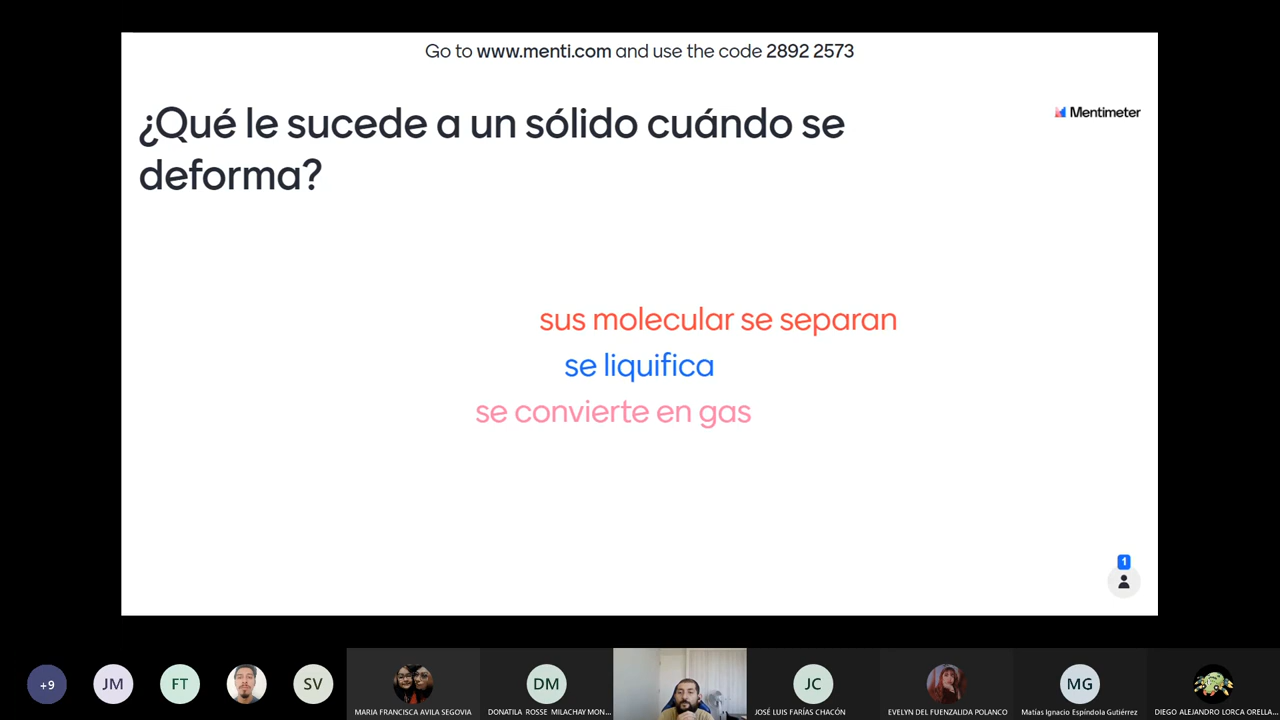 Go to www.menti.com and use the code 2892 2573
Mentimeter
¿Qué le sucede a un sólido cuándo se
deforma?
sus molecular se separan
se liquifica
se convierte en gas
1
+9
JM
FT
SV
MARIA FRANCISCA AVILA SEGOVIA
DM
DONATILA ROSSE MILACHAY MON...
JC
JOSÉ LUIS FARÍAS CHACÓN
EVELYN DEL FUENZALIDA POLANCO
MG
Matías Ignacio Espíndola Gutiérrez
DIEGO ALEJANDRO LORCA ORELLA...